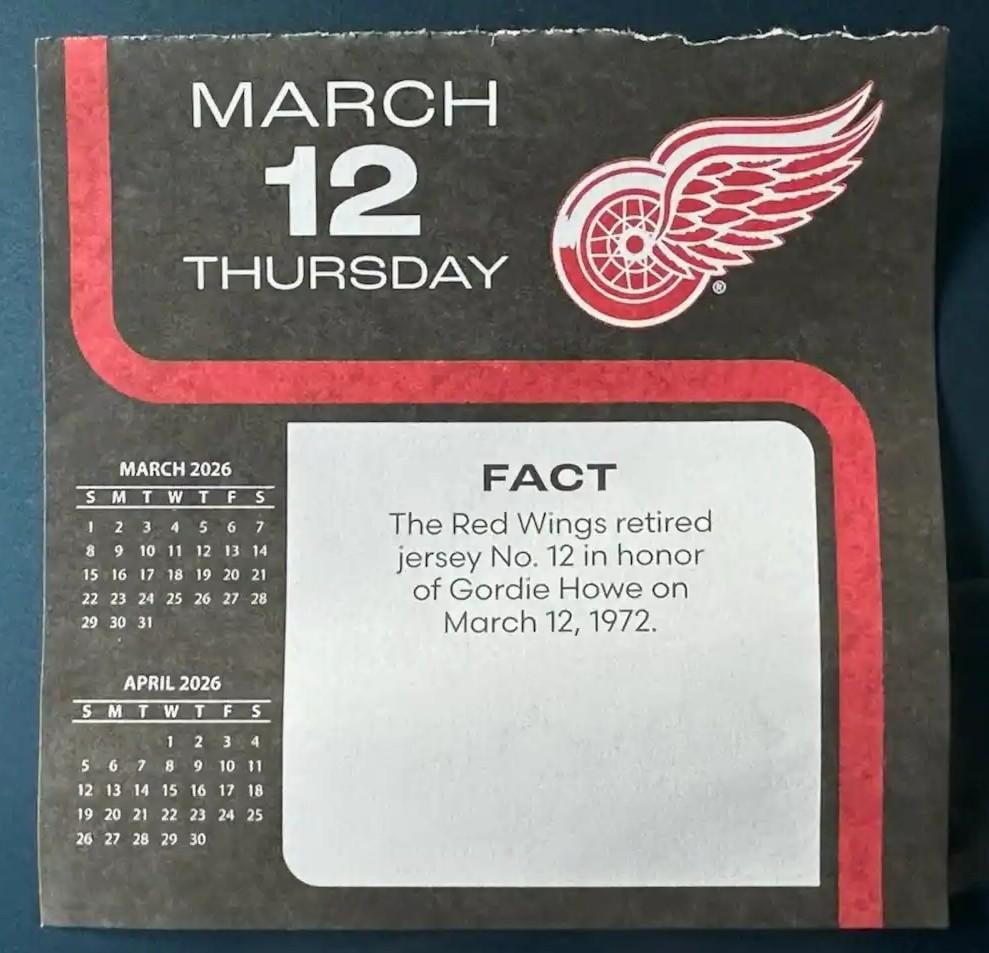 MARCH
12
THURSDAY
®
MARCH 2026
S M T W T F S
1 2 3 4 5 6 7
8 9 10 11 12 13 14
15 16 17 18 19 20 21
22 23 24 25 26 27 28
29 30 31
APRIL 2026
S M T W T F S
1 2 3 4
5 6 7 8 9 10 11
12 13 14 15 16 17 18
19 20 21 22 23 24 25
26 27 28 29 30
FACT
The Red Wings retired
jersey No. 12 in honor
of Gordie Howe on
March 12, 1972.